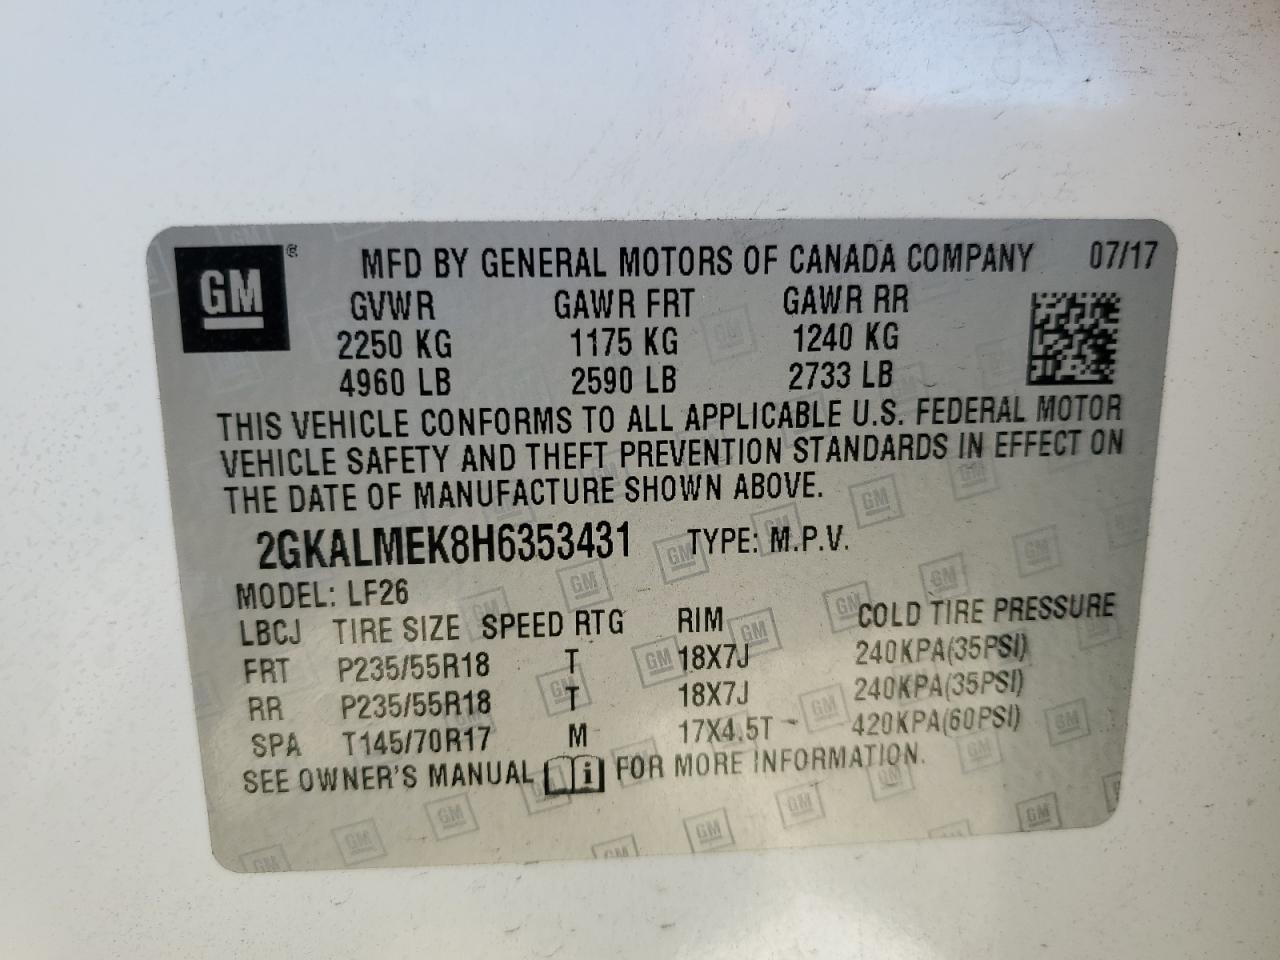 GM ® MFD BY GENERAL MOTORS OF CANADA COMPANY 07/17
GVWR GAWR FRT GAWR RR
2250 KG 1175 KG 1240 KG
4960 LB 2590 LB 2733 LB
THIS VEHICLE CONFORMS TO ALL APPLICABLE U.S. FEDERAL MOTOR
VEHICLE SAFETY AND THEFT PREVENTION STANDARDS IN EFFECT ON
THE DATE OF MANUFACTURE SHOWN ABOVE.
2GKALMEK8H6353431 TYPE: M.P.V.
MODEL: LF26
LBCJ TIRE SIZE SPEED RTG RIM COLD TIRE PRESSURE
FRT P235/55R18 T 18X7J 240KPA(35PSI)
RR P235/55R18 T 18X7J 240KPA(35PSI)
SPA T145/70R17 M 17X4.5T 420KPA(60PSI)
SEE OWNER'S MANUAL i FOR MORE INFORMATION.